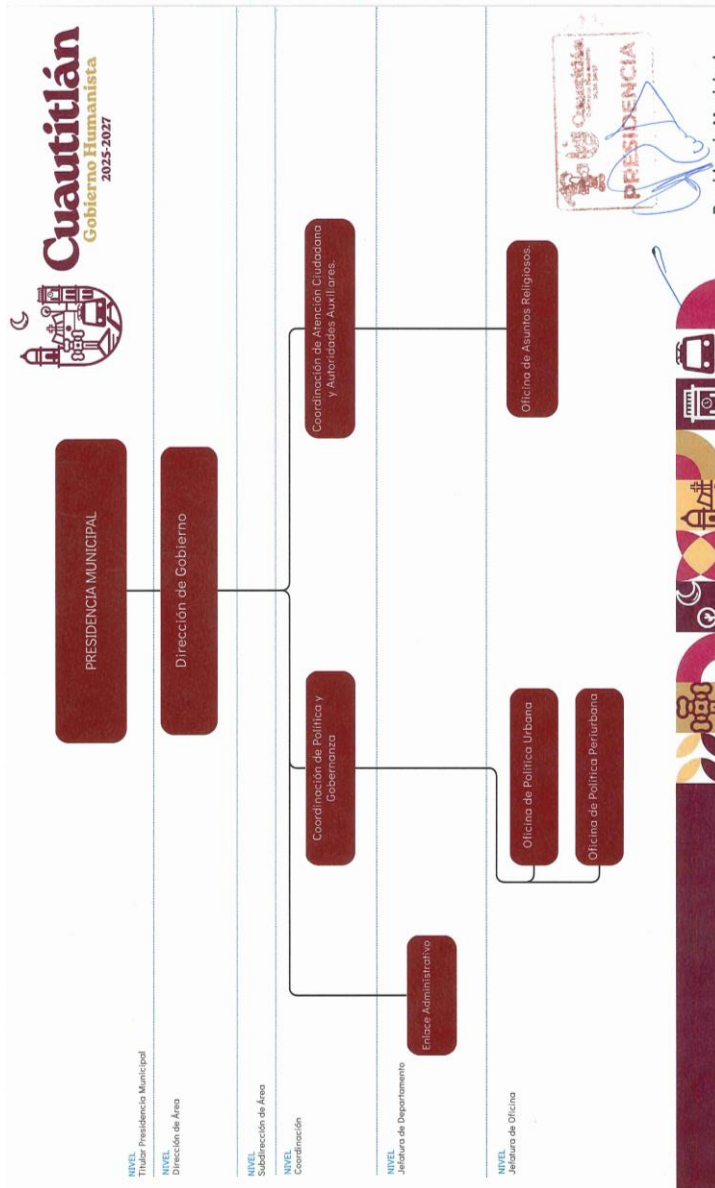 Cuautitlán
Gobierno Humanista
2025-2027
NIVEL
Titular Presidencia Municipal
PRESIDENCIA MUNICIPAL
NIVEL
Dirección de Área
Dirección de Gobierno
NIVEL
Subdirección de Área
NIVEL
Coordinación
Coordinación de Política y
Gobernanza
Coordinación de Atención Ciudadana
y Autoridades Auxiliares.
NIVEL
Jefatura de Departamento
Enlace Administrativo
NIVEL
Jefatura de Oficina
Oficina de Política Urbana
Oficina de Asuntos Religiosos.
Oficina de Política Periurbana
Cuautitlán
PRESIDENCIA